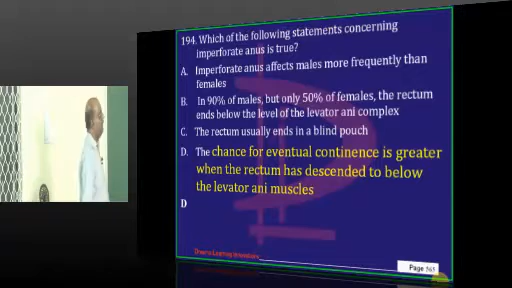 194. Which of the following statements concerning
imperforate anus is true?
A. Imperforate anus affects males more frequently than
females
B. In 90% of males, but only 50% of females, the rectum
ends below the level of the levator ani complex
C. The rectum usually ends in a blind pouch
D. The chance for eventual continence is greater
when the rectum has descended to below
the levator ani muscles
D
Page 365